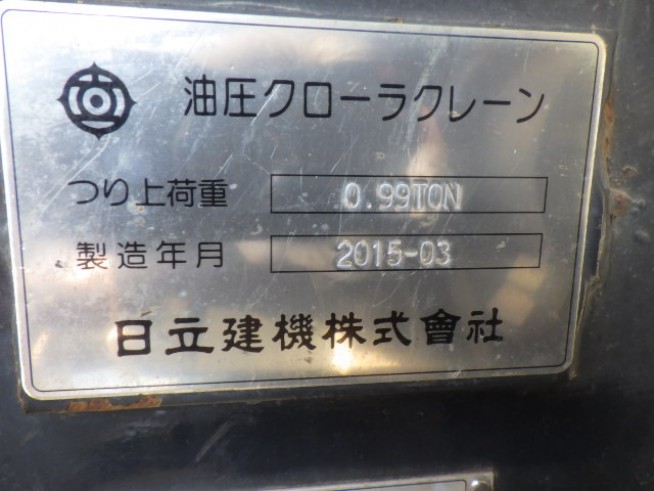 油圧クローラクレーン
つり上荷重 0.99TON
製造年月 2015-03
日立建機株式會社